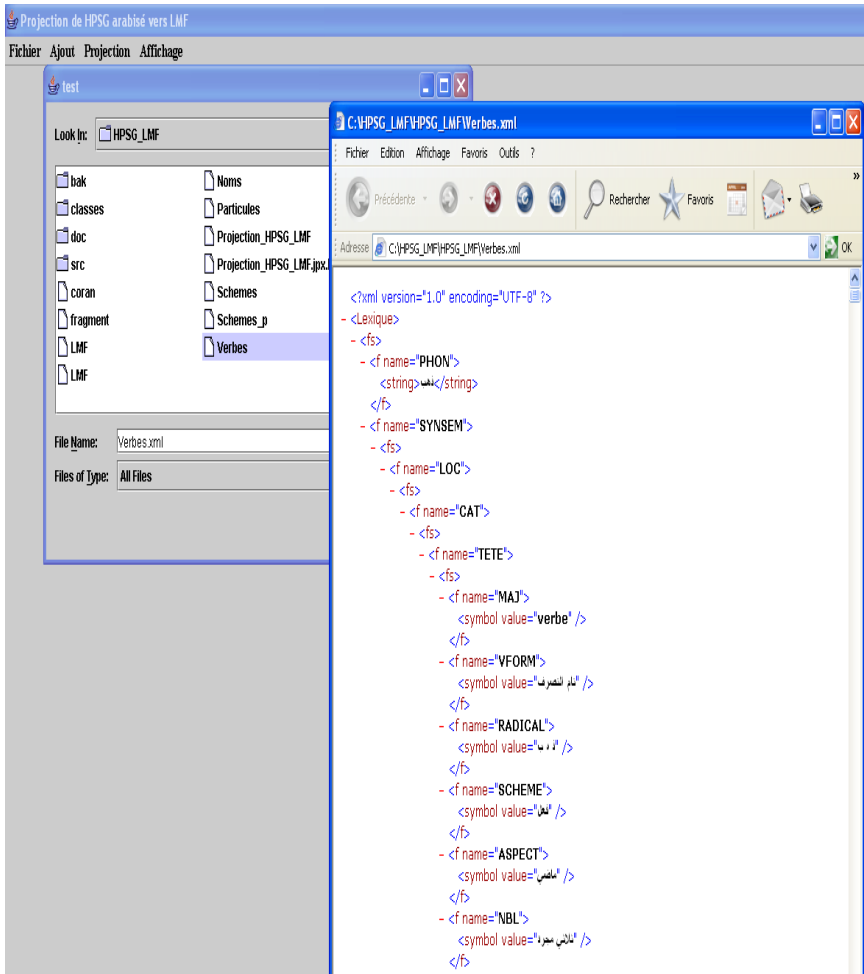 Projection de HPSG arabisé vers LMF
Fichier Ajout Projection Affichage
test
Look In: HPSG_LMF
bak
classes
doc
src
coran
fragment
LMF
LMF
Noms
Particules
Projection_HPSG_LMF
Projection_HPSG_LMF.jpx.
Schemes
Schemes_p
Verbes
File Name: Verbes.xml
Files of Type: All Files
C:\HPSG_LMF\HPSG_LMF\Verbes.xml
Fichier Edition Affichage Favoris Outils ?
Précédente Rechercher Favoris »
Adresse C:\HPSG_LMF\HPSG_LMF\Verbes.xml OK
<?xml version="1.0" encoding="UTF-8" ?>
- <Lexique>
- <fs>
- <f name="PHON">
<string>ذهب</string>
</f>
- <f name="SYNSEM">
- <fs>
- <f name="LOC">
- <fs>
- <f name="CAT">
- <fs>
- <f name="TETE">
- <fs>
- <f name="MAJ">
<symbol value="verbe" />
</f>
- <f name="VFORM">
<symbol value="تام التصرف" />
</f>
- <f name="RADICAL">
<symbol value="ذ ه ب" />
</f>
- <f name="SCHEME">
<symbol value="فعل" />
</f>
- <f name="ASPECT">
<symbol value="ماضي" />
</f>
- <f name="NBL">
<symbol value="ثلاثي مجرد" />
</f>